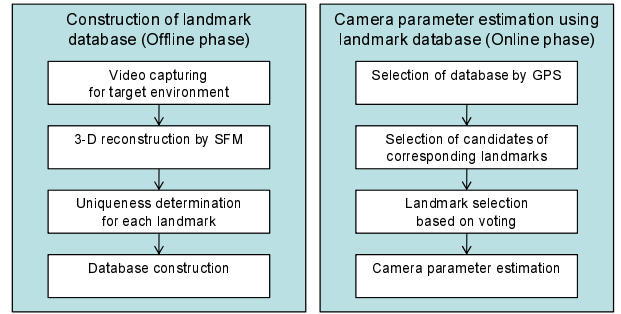 Construction of landmark
database (Offline phase)
Video capturing
for target environment
3-D reconstruction by SFM
Uniqueness determination
for each landmark
Database construction
Camera parameter estimation using
landmark database (Online phase)
Selection of database by GPS
Selection of candidates of
corresponding landmarks
Landmark selection
based on voting
Camera parameter estimation